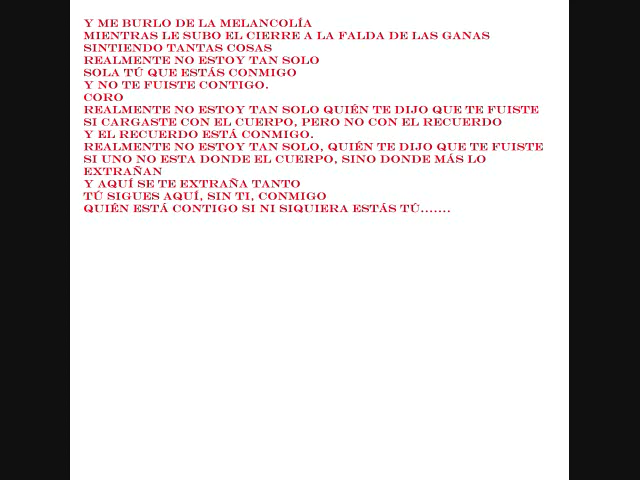 Y ME BURLO DE LA MELANCOLÍA
MIENTRAS LE SUBO EL CIERRE A LA FALDA DE LAS GANAS
SINTIENDO TANTAS COSAS
REALMENTE NO ESTOY TAN SOLO
SOLA TÚ QUE ESTÁS CONMIGO
Y NO TE FUISTE CONTIGO.
CORO
REALMENTE NO ESTOY TAN SOLO QUIÉN TE DIJO QUE TE FUISTE
SI CARGASTE CON EL CUERPO, PERO NO CON EL RECUERDO
Y EL RECUERDO ESTÁ CONMIGO.
REALMENTE NO ESTOY TAN SOLO, QUIÉN TE DIJO QUE TE FUISTE
SI UNO NO ESTA DONDE EL CUERPO, SINO DONDE MÁS LO
EXTRAÑAN
Y AQUÍ SE TE EXTRAÑA TANTO
TÚ SIGUES AQUÍ, SIN TI, CONMIGO
QUIÉN ESTÁ CONTIGO SI NI SIQUIERA ESTÁS TÚ.......